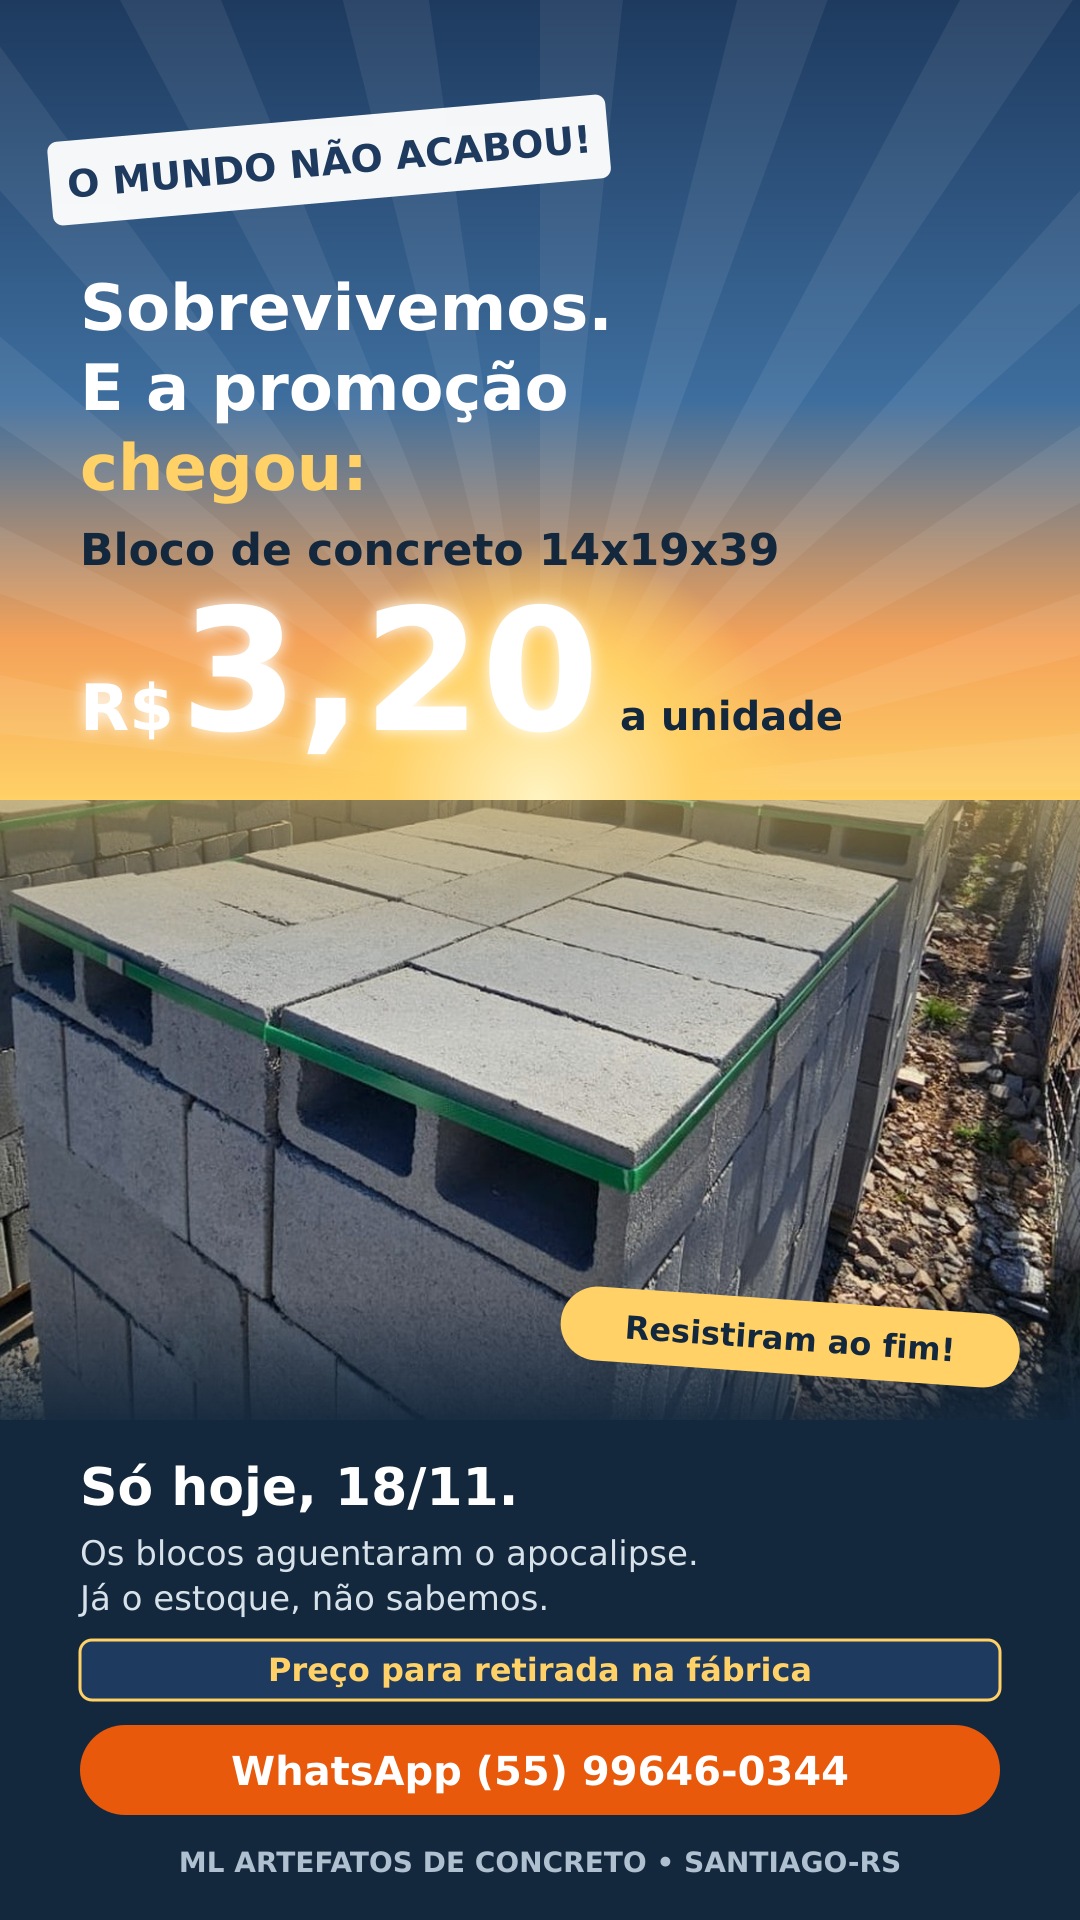 O MUNDO NÃO ACABOU!
Sobrevivemos.
E a promoção
chegou:
Bloco de concreto 14x19x39
R$ 3,20 a unidade
Resistiram ao fim!
Só hoje, 18/11.
Os blocos aguentaram o apocalipse.
Já o estoque, não sabemos.
Preço para retirada na fábrica
WhatsApp (55) 99646-0344
ML ARTEFATOS DE CONCRETO • SANTIAGO-RS